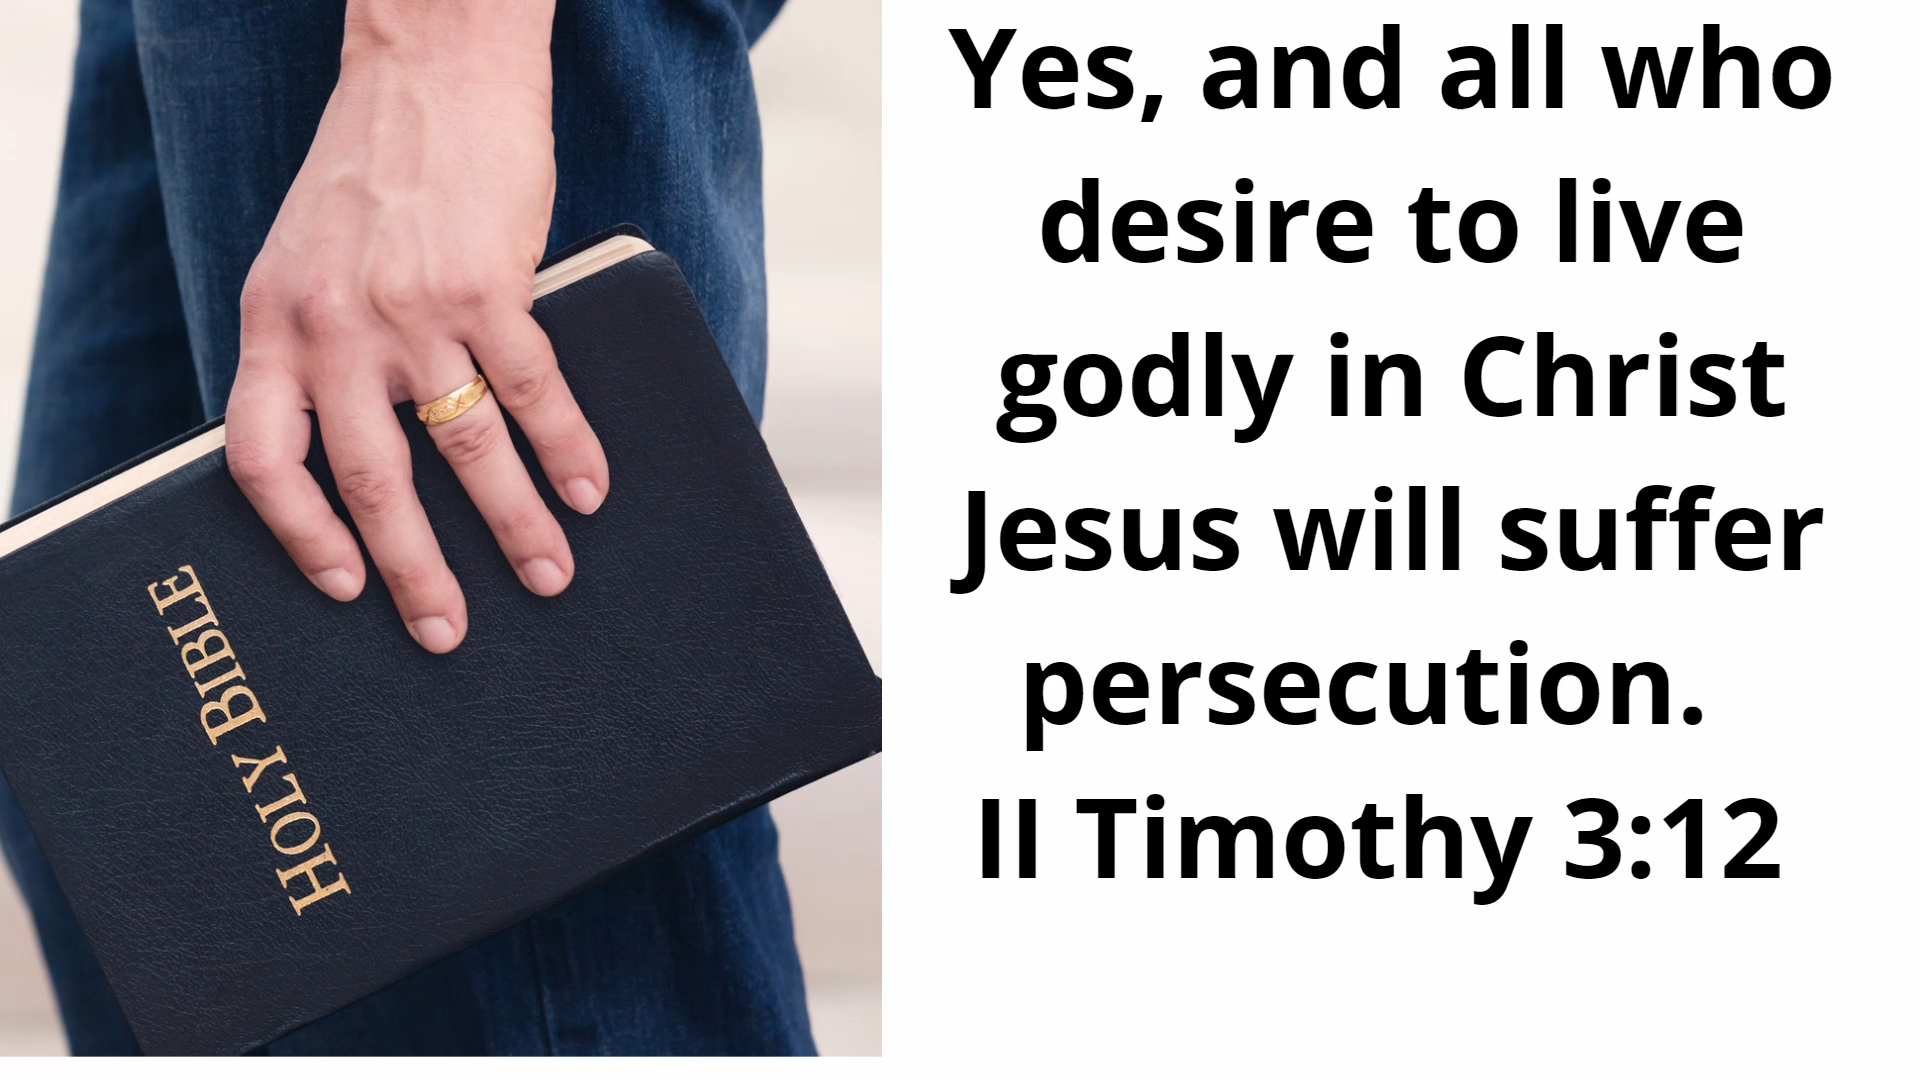 HOLY BIBLE
Yes, and all who
desire to live
godly in Christ
Jesus will suffer
persecution.
II Timothy 3:12